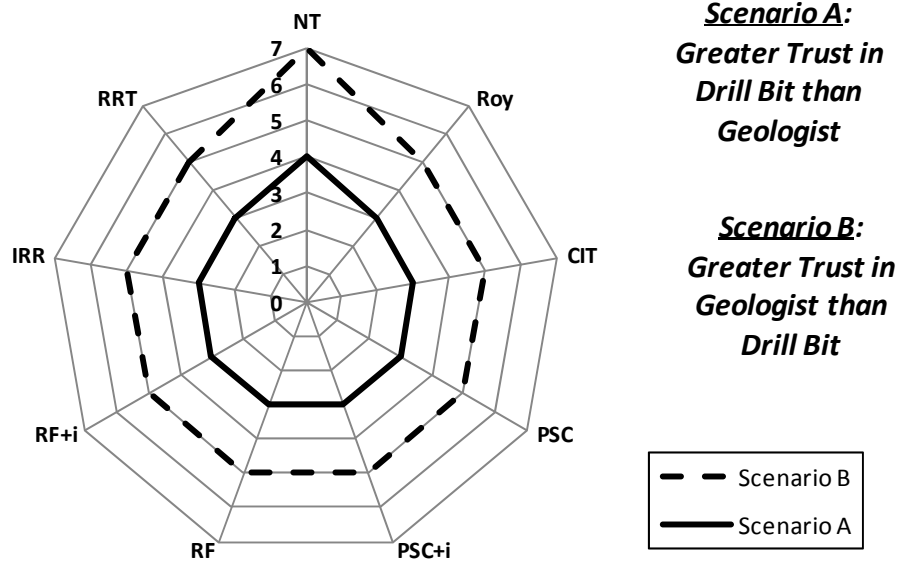 NT
7
6
5
4
3
2
1
0
RRT
Roy
IRR
CIT
RF+i
PSC
RF
PSC+i
Scenario A:
Greater Trust in
Drill Bit than
Geologist
Scenario B:
Greater Trust in
Geologist than
Drill Bit
Scenario B
Scenario A